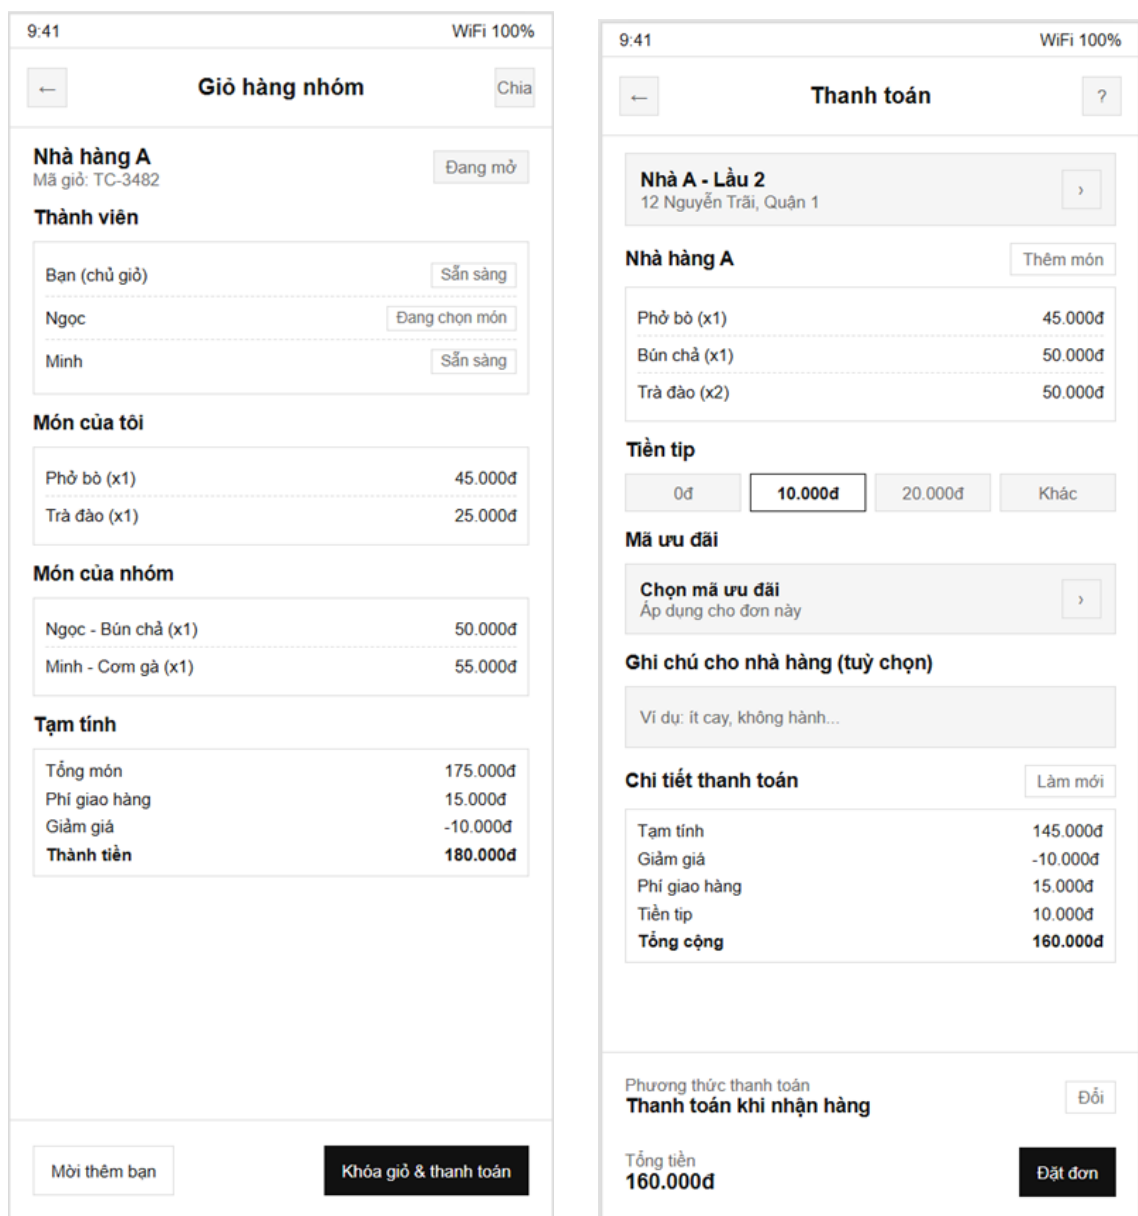 9:41 WiFi 100%
← Giỏ hàng nhóm Chia
Nhà hàng A
Mã giỏ: TC-3482
Đang mở
Thành viên
Bạn (chủ giỏ) Sẵn sàng
Ngọc Đang chọn món
Minh Sẵn sàng
Món của tôi
Phở bò (x1) 45.000đ
Trà đào (x1) 25.000đ
Món của nhóm
Ngọc - Bún chả (x1) 50.000đ
Minh - Cơm gà (x1) 55.000đ
Tạm tính
Tổng món 175.000đ
Phí giao hàng 15.000đ
Giảm giá -10.000đ
Thành tiền 180.000đ
Mời thêm bạn Khóa giỏ & thanh toán
9:41 WiFi 100%
← Thanh toán ?
Nhà A - Lầu 2
12 Nguyễn Trãi, Quận 1
›
Nhà hàng A Thêm món
Phở bò (x1) 45.000đ
Bún chả (x1) 50.000đ
Trà đào (x2) 50.000đ
Tiền tip
0đ 10.000đ 20.000đ Khác
Mã ưu đãi
Chọn mã ưu đãi
Áp dụng cho đơn này
›
Ghi chú cho nhà hàng (tuỳ chọn)
Ví dụ: ít cay, không hành...
Chi tiết thanh toán Làm mới
Tạm tính 145.000đ
Giảm giá -10.000đ
Phí giao hàng 15.000đ
Tiền tip 10.000đ
Tổng cộng 160.000đ
Phương thức thanh toán
Thanh toán khi nhận hàng
Đổi
Tổng tiền
160.000đ
Đặt đơn